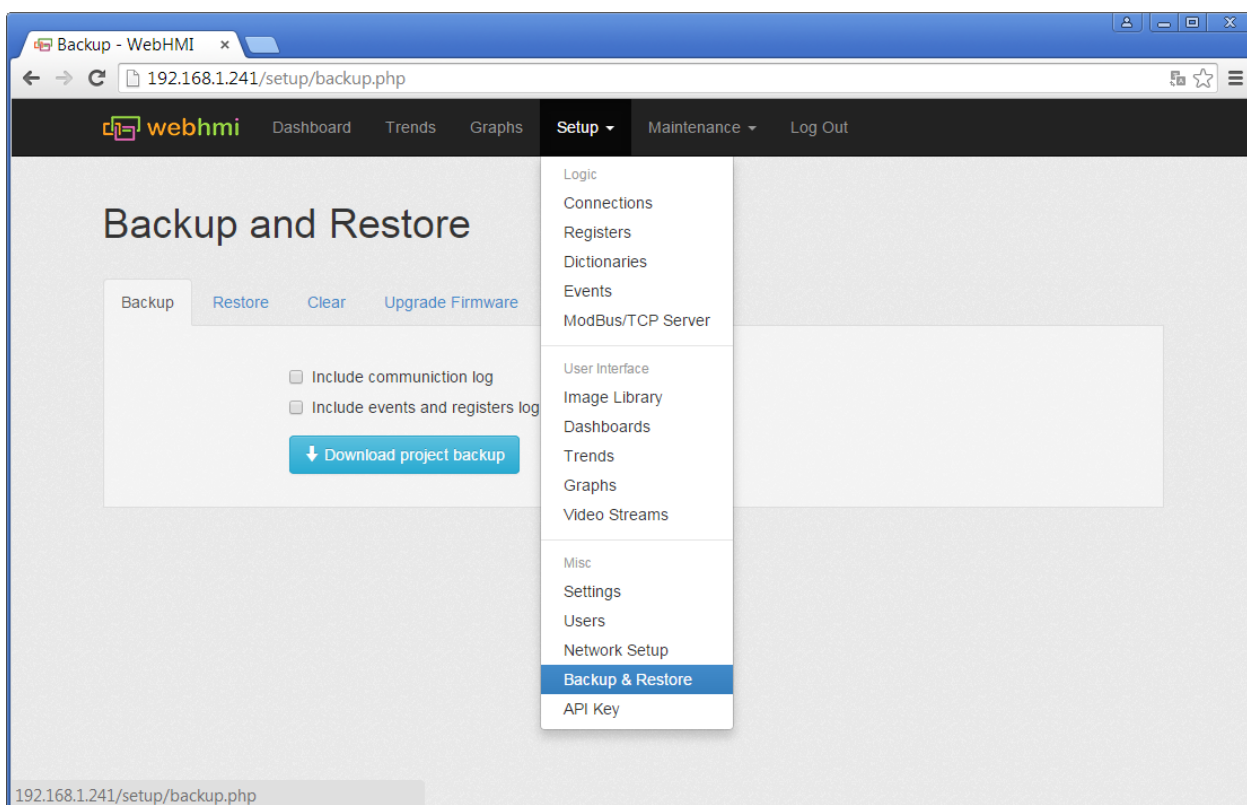 Backup - WebHMI
192.168.1.241/setup/backup.php
webhmi Dashboard Trends Graphs Setup Maintenance Log Out
Logic
Connections
Registers
Dictionaries
Events
ModBus/TCP Server
User Interface
Image Library
Dashboards
Trends
Graphs
Video Streams
Misc
Settings
Users
Network Setup
Backup & Restore
API Key
Backup and Restore
Backup Restore Clear Upgrade Firmware
Include communiction log
Include events and registers log
Download project backup
192.168.1.241/setup/backup.php